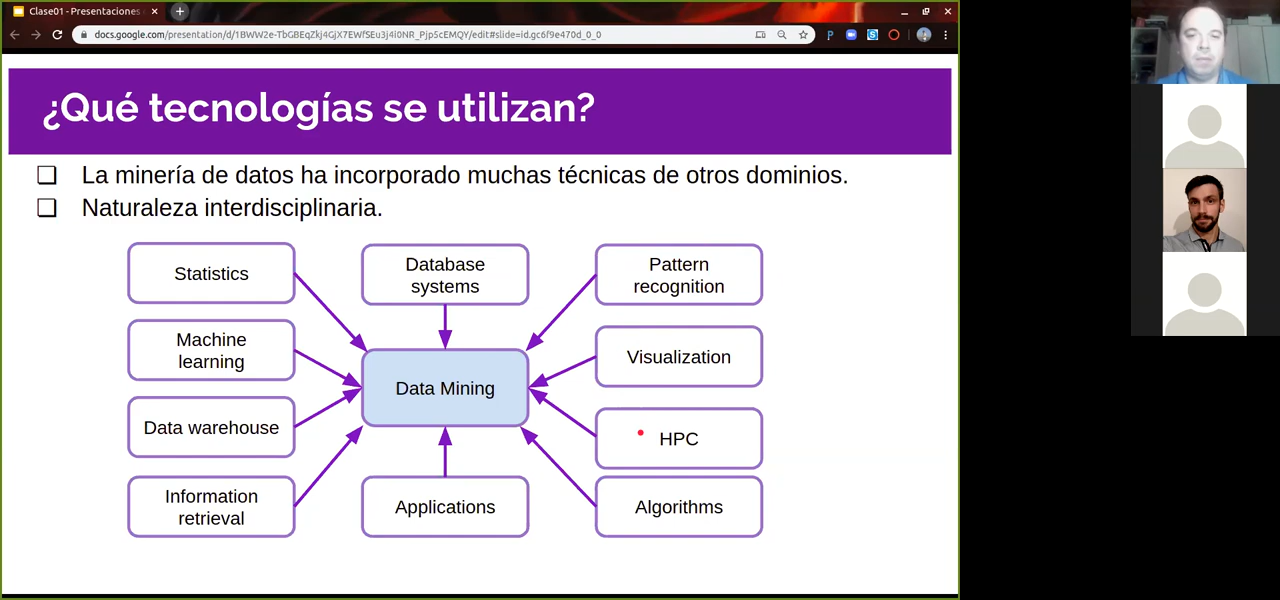 Clase01 - Presentaciones
docs.google.com/presentation/d/1BWW2e-TbGBEqZkj4GjX7EWfSEu3j4i0NR_PjpScEMQY/edit#slide=id.gc6f9e470d_0_0
¿Qué tecnologías se utilizan?
La minería de datos ha incorporado muchas técnicas de otros dominios.
Naturaleza interdisciplinaria.
Statistics
Database
systems
Pattern
recognition
Machine
learning
Visualization
Data Mining
Data warehouse
HPC
Information
retrieval
Applications
Algorithms